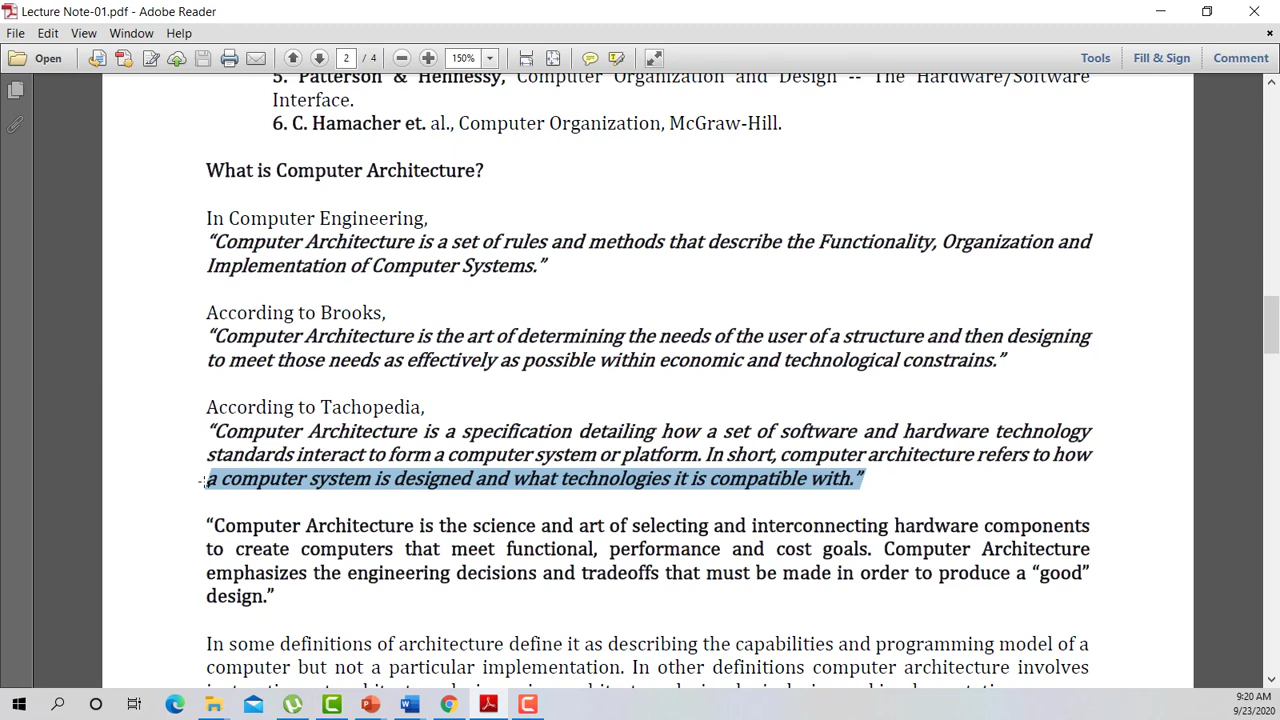 Lecture Note-01.pdf - Adobe Reader
File Edit View Window Help
Open 2 / 4 150% Tools Fill & Sign Comment
5. Patterson & Hennessy, Computer Organization and Design -- The Hardware/Software
Interface.
6. C. Hamacher et. al., Computer Organization, McGraw-Hill.
What is Computer Architecture?
In Computer Engineering,
“Computer Architecture is a set of rules and methods that describe the Functionality, Organization and
Implementation of Computer Systems.”
According to Brooks,
“Computer Architecture is the art of determining the needs of the user of a structure and then designing
to meet those needs as effectively as possible within economic and technological constrains.”
According to Tachopedia,
“Computer Architecture is a specification detailing how a set of software and hardware technology
standards interact to form a computer system or platform. In short, computer architecture refers to how
a computer system is designed and what technologies it is compatible with.”
“Computer Architecture is the science and art of selecting and interconnecting hardware components
to create computers that meet functional, performance and cost goals. Computer Architecture
emphasizes the engineering decisions and tradeoffs that must be made in order to produce a “good”
design.”
In some definitions of architecture define it as describing the capabilities and programming model of a
computer but not a particular implementation. In other definitions computer architecture involves
9:20 AM
9/23/2020